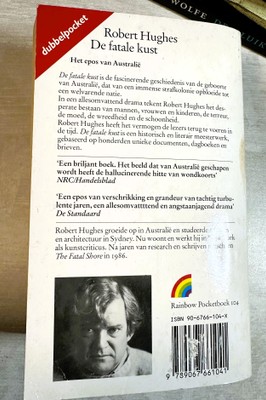 WOLFE
dubbelpocket
Robert Hughes
De fatale kust
Het epos van Australië
De fatale kust is de fascinerende geschiedenis van de geboorte
van Australië, dat van een immense strafkolonie opbloeide tot
een welvarende natie.
In een allesomvattend drama tekent Robert Hughes het des-
perate bestaan van mannen, vrouwen en kinderen, de terreur,
de moed, de wreedheid en de schoonheid.
Robert Hughes heeft het vermogen de lezers terug te voeren in
de tijd. De fatale kust is een historisch en literair meesterwerk,
gebaseerd op honderden unieke documenten, dagboeken en
brieven.
'Een briljant boek. Het beeld dat van Australië geschapen
wordt heeft de hallucinerende hitte van wondkoorts'
NRC/Handelsblad
'Een epos van verschrikking en grandeur van tachtig turbu-
lente jaren, een allesomvatttend en angstaanjagend drama'
De Standaard
Robert Hughes groeide op in Australië en studeerde
en architectuur in Sydney. Nu woont en werkt hij in
als kunstcriticus. Na jaren van research en schrijven
The Fatal Shore in 1986.
Rainbow Pocketboek 104
ISBN 90-6766-104-X
9 789067 661041